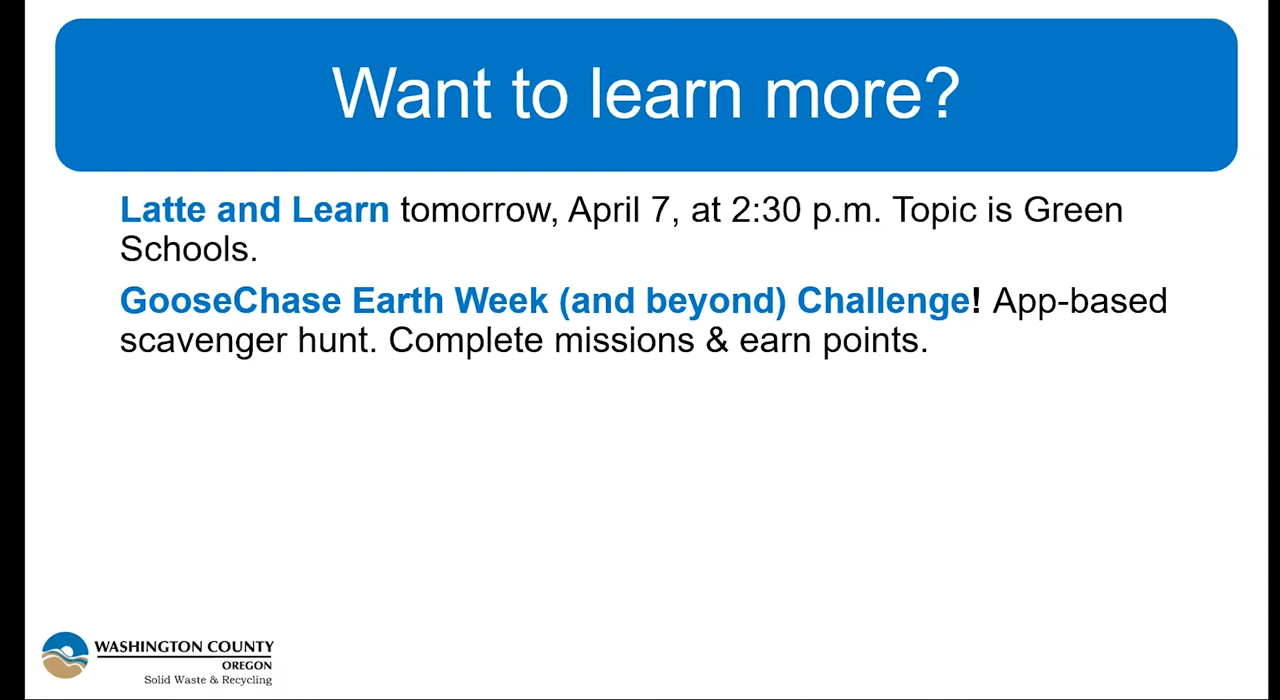 Want to learn more?
Latte and Learn tomorrow, April 7, at 2:30 p.m. Topic is Green
Schools.
GooseChase Earth Week (and beyond) Challenge! App-based
scavenger hunt. Complete missions & earn points.
WASHINGTON COUNTY
OREGON
Solid Waste & Recycling